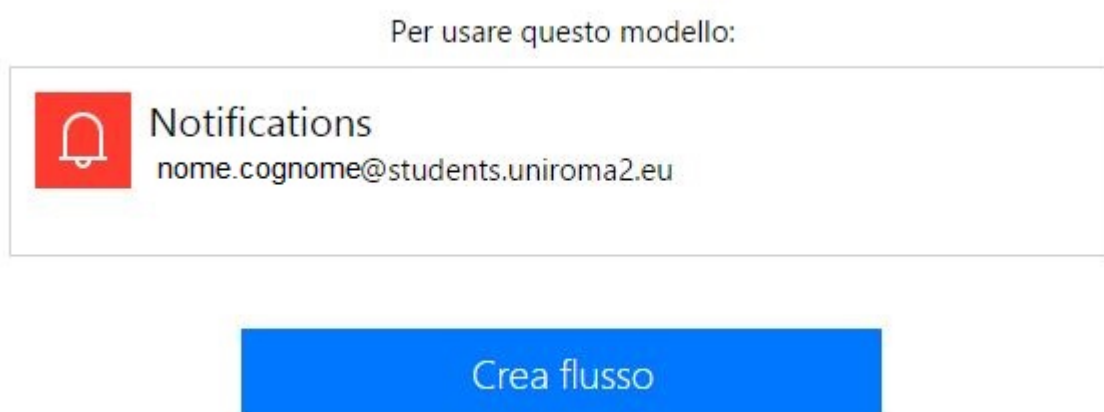 Per usare questo modello:
Notifications
nome.cognome@students.uniroma2.eu
Crea flusso